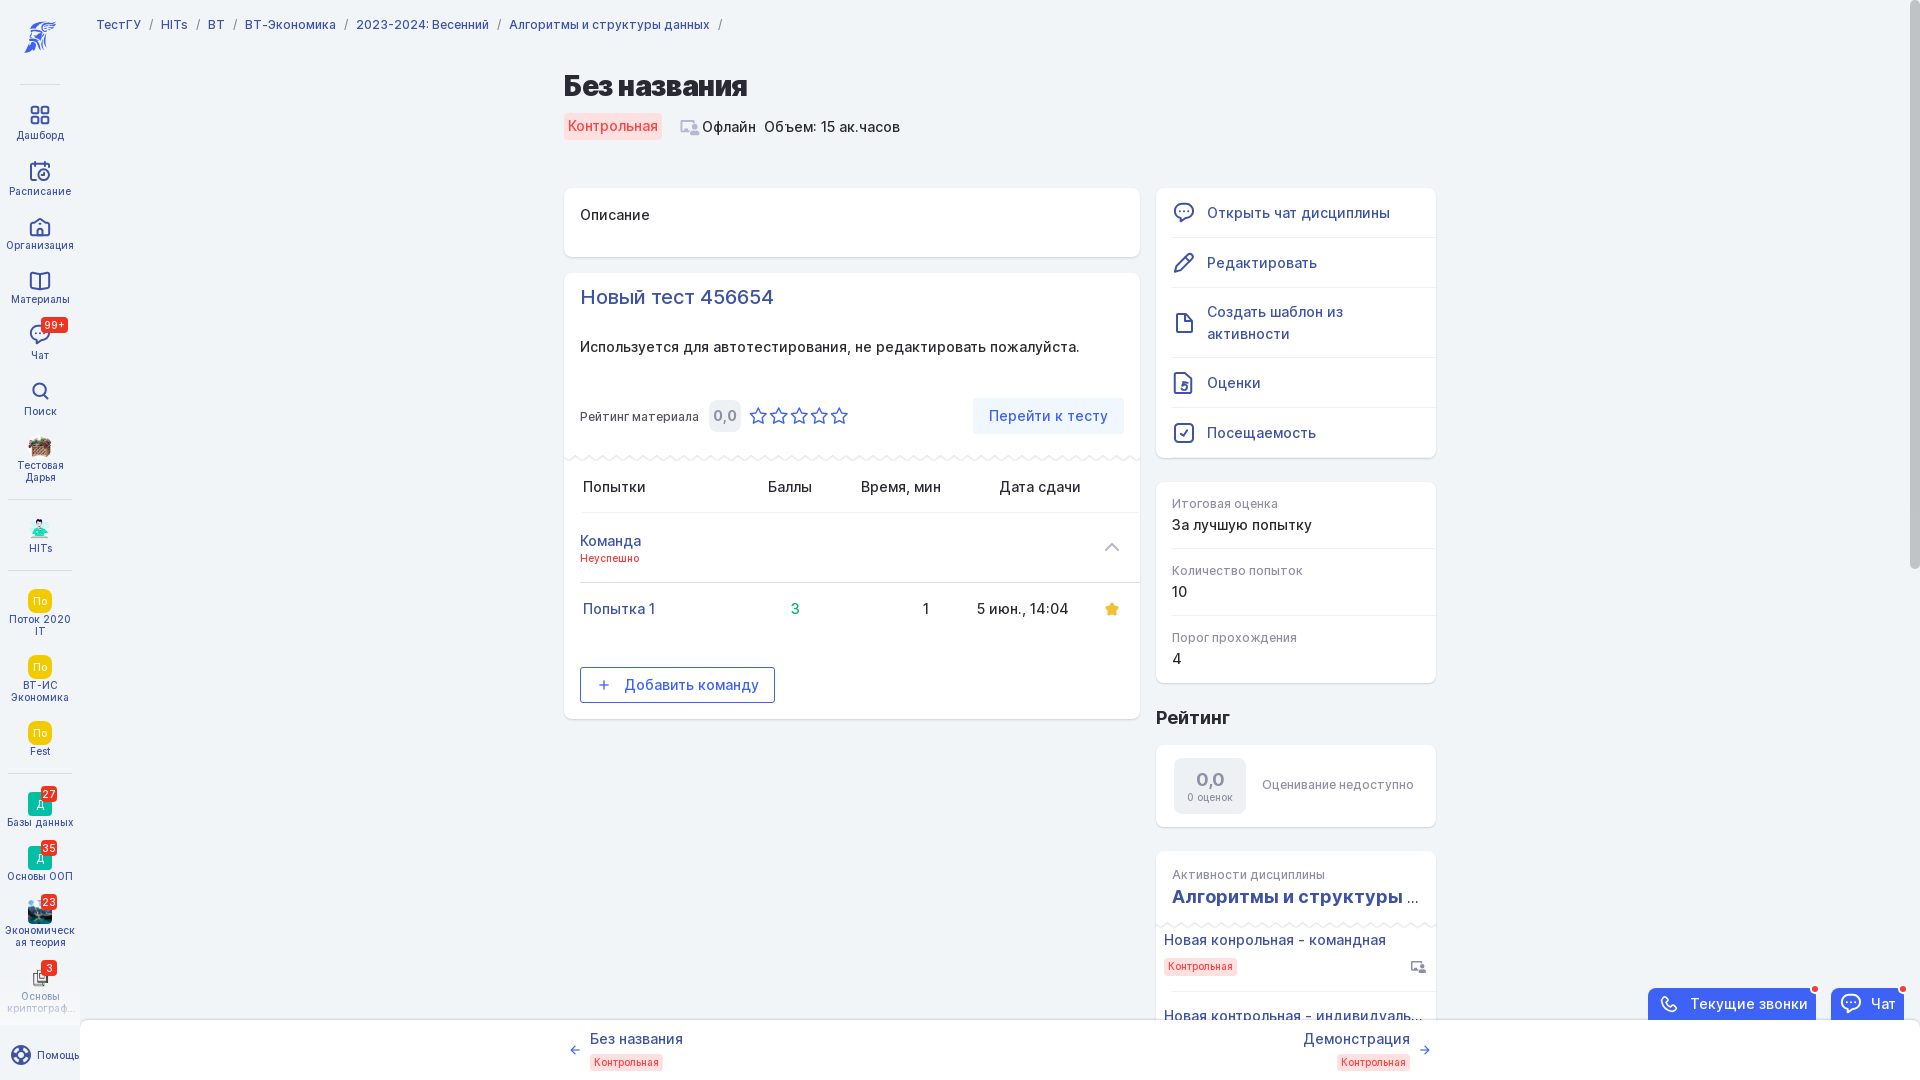 ТестГУ / HITs / ВТ / ВТ-Экономика / 2023-2024: Весенний / Алгоритмы и структуры данных /
Дашборд
Расписание
Организация
Материалы
99+
Чат
Поиск
Тестовая
Дарья
HITs
По
Поток 2020
IT
По
ВТ-ИС
Экономика
По
Fest
Д
27
Базы данных
Д
35
Основы ООП
23
Экономическ
ая теория
3
Основы
криптограф...
Помощь
Без названия
Контрольная Офлайн Объем: 15 ак.часов
Описание
Новый тест 456654
Используется для автотестирования, не редактировать пожалуйста.
Рейтинг материала 0,0 Перейти к тесту
Попытки Баллы Время, мин Дата сдачи
Команда
Неуспешно
Попытка 1 3 1 5 июн., 14:04
+ Добавить команду
Открыть чат дисциплины
Редактировать
Создать шаблон из
активности
5 Оценки
Посещаемость
Итоговая оценка
За лучшую попытку
Количество попыток
10
Порог прохождения
4
Рейтинг
0,0
0 оценок
Оценивание недоступно
Активности дисциплины
Алгоритмы и структуры ...
Новая конрольная - командная
Контрольная
Новая контрольная - индивидуаль...
Текущие звонки
Чат
Без названия
Контрольная
Демонстрация
Контрольная